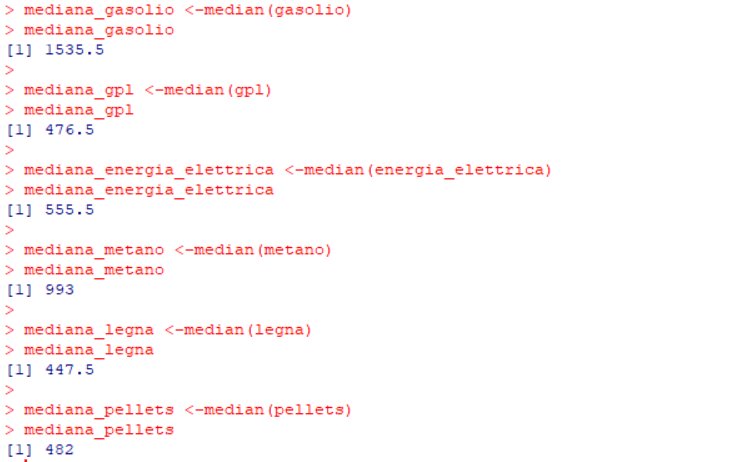 > mediana_gasolio <-median(gasolio)
> mediana_gasolio
[1] 1535.5
>
> mediana_gpl <-median(gpl)
> mediana_gpl
[1] 476.5
>
> mediana_energia_elettrica <-median(energia_elettrica)
> mediana_energia_elettrica
[1] 555.5
>
> mediana_metano <-median(metano)
> mediana_metano
[1] 993
>
> mediana_legna <-median(legna)
> mediana_legna
[1] 447.5
>
> mediana_pellets <-median(pellets)
> mediana_pellets
[1] 482